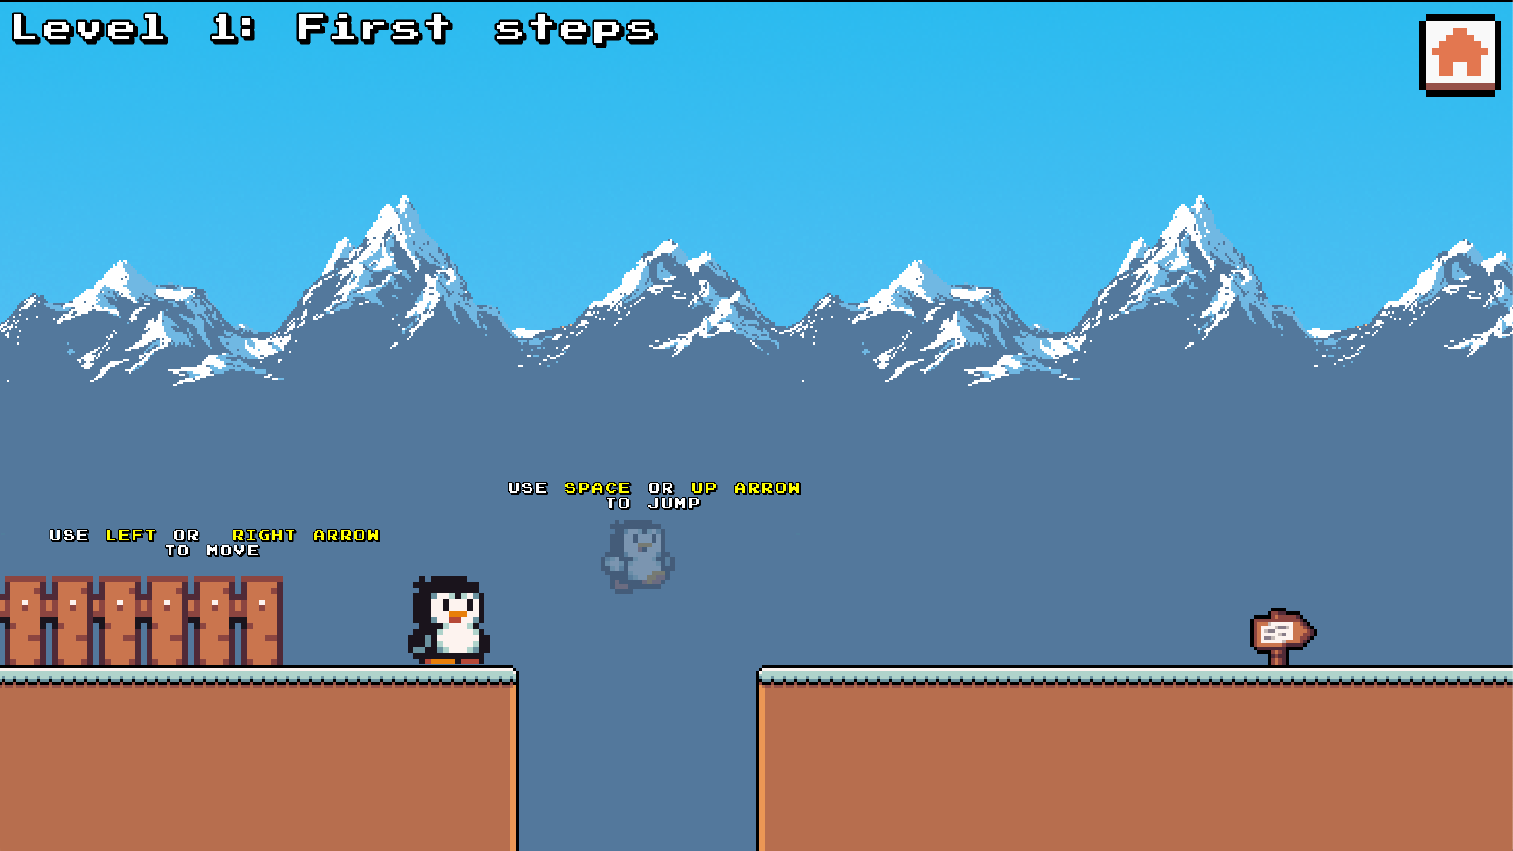 Level 1: First steps
USE SPACE OR UP ARROW
TO JUMP
USE LEFT OR RIGHT ARROW
TO MOVE